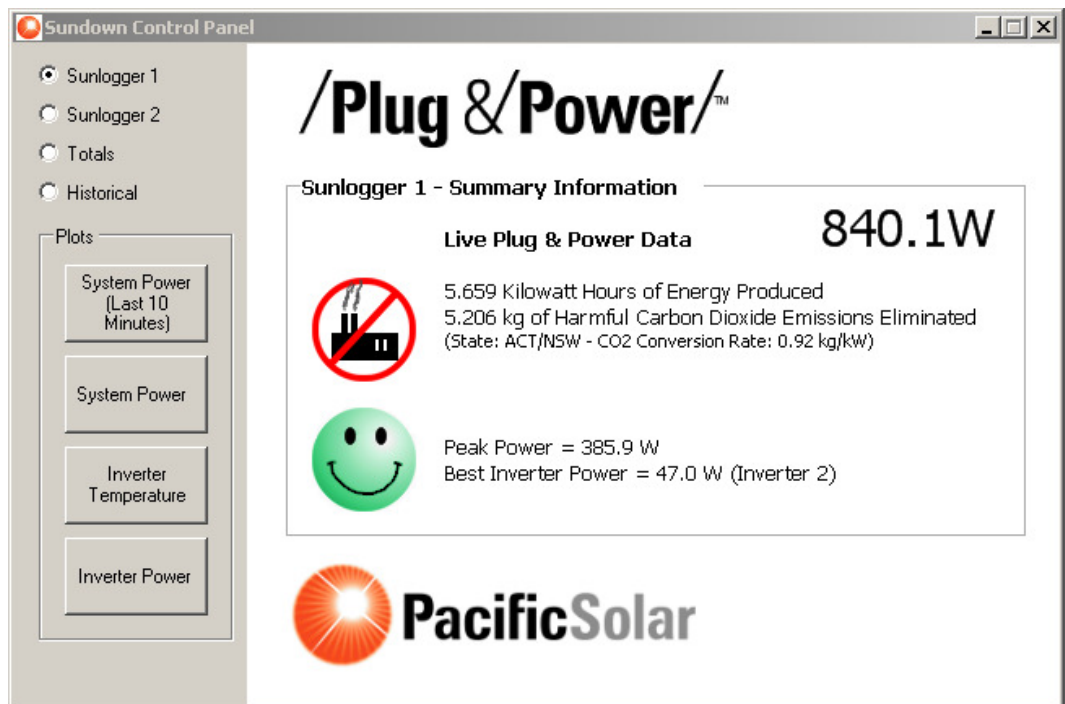 Sundown Control Panel
Sunlogger 1
Sunlogger 2
Totals
Historical
Plots
System Power
(Last 10
Minutes)
System Power
Inverter
Temperature
Inverter Power
/Plug &/Power/™
Sunlogger 1 - Summary Information
Live Plug & Power Data
840.1W
5.659 Kilowatt Hours of Energy Produced
5.206 kg of Harmful Carbon Dioxide Emissions Eliminated
(State: ACT/NSW - CO2 Conversion Rate: 0.92 kg/kW)
Peak Power = 385.9 W
Best Inverter Power = 47.0 W (Inverter 2)
PacificSolar